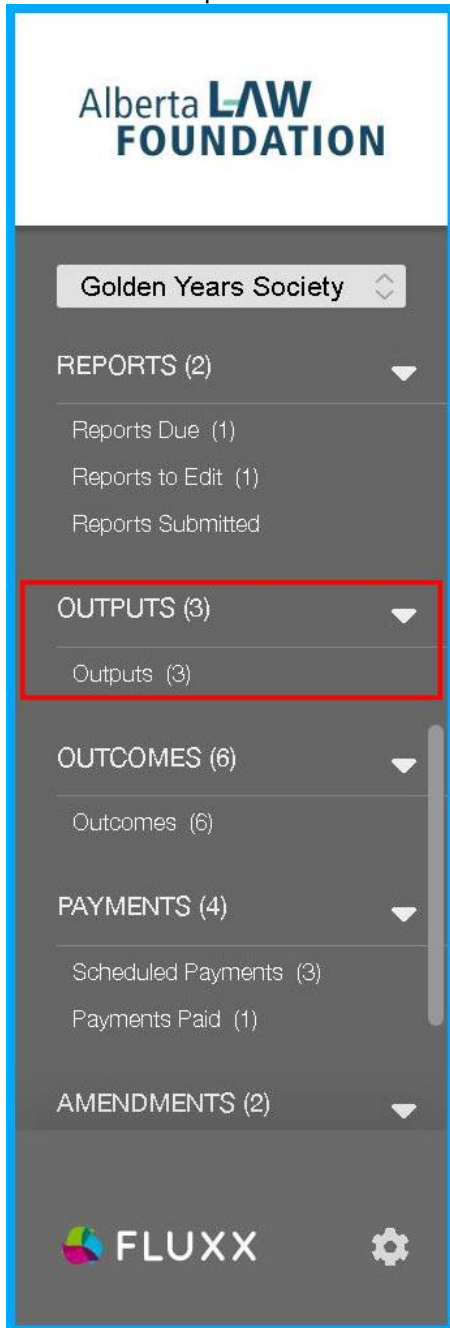 Alberta LAW
FOUNDATION
Golden Years Society
REPORTS (2)
Reports Due (1)
Reports to Edit (1)
Reports Submitted
OUTPUTS (3)
Outputs (3)
OUTCOMES (6)
Outcomes (6)
PAYMENTS (4)
Scheduled Payments (3)
Payments Paid (1)
AMENDMENTS (2)
FLUXX